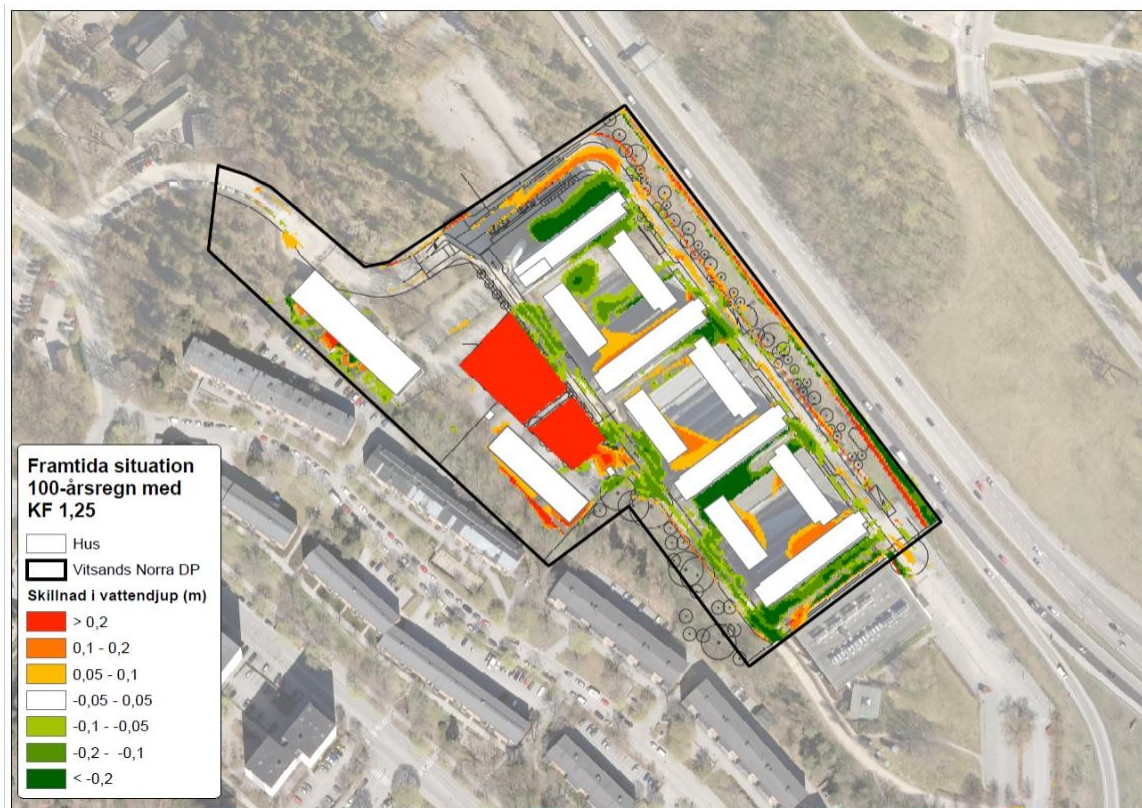 Framtida situation
100-årsregn med
KF 1,25
Hus
Vitsands Norra DP
Skillnad i vattendjup (m)
> 0,2
0,1 - 0,2
0,05 - 0,1
-0,05 - 0,05
-0,1 - -0,05
-0,2 - -0,1
< -0,2